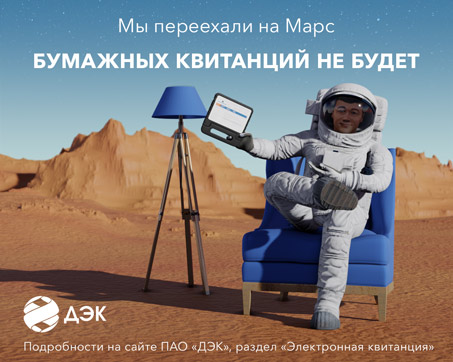 Мы переехали на Марс
БУМАЖНЫХ КВИТАНЦИЙ НЕ БУДЕТ
ДЭК
Подробности на сайте ПАО «ДЭК», раздел «Электронная квитанция»